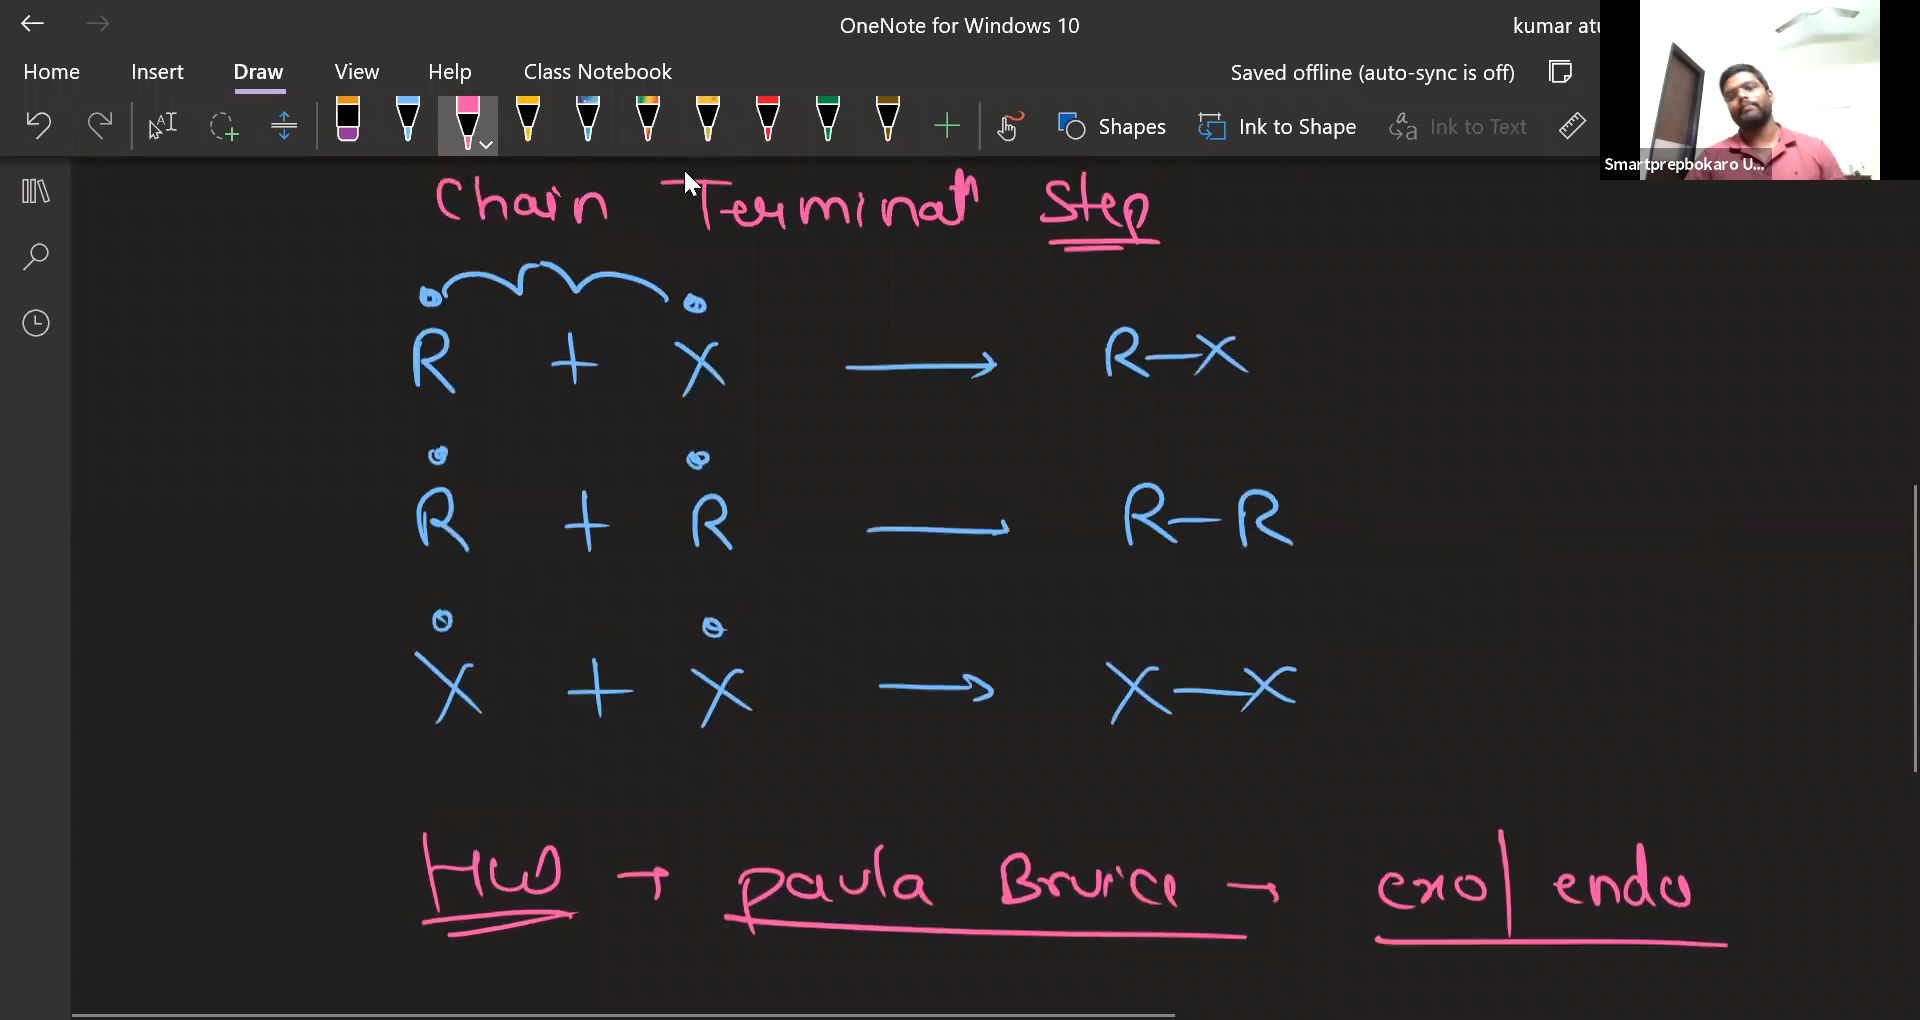 OneNote for Windows 10
kumar atu
Home Insert Draw View Help Class Notebook
Saved offline (auto-sync is off)
Shapes Ink to Shape Ink to Text
Smartprepbokaro U...
Chain Terminatn Step
R + X → R—X
R + R → R—R
X + X → X—X
HW → paula Bruice → exo | endo